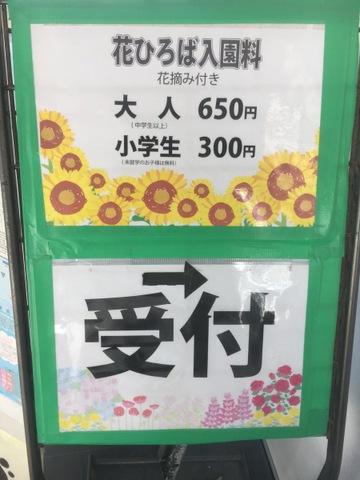 花ひろば入園料
花摘み付き
大人 650円
(中学生以上)
小学生 300円
(未就学のお子様は無料)
→
受付